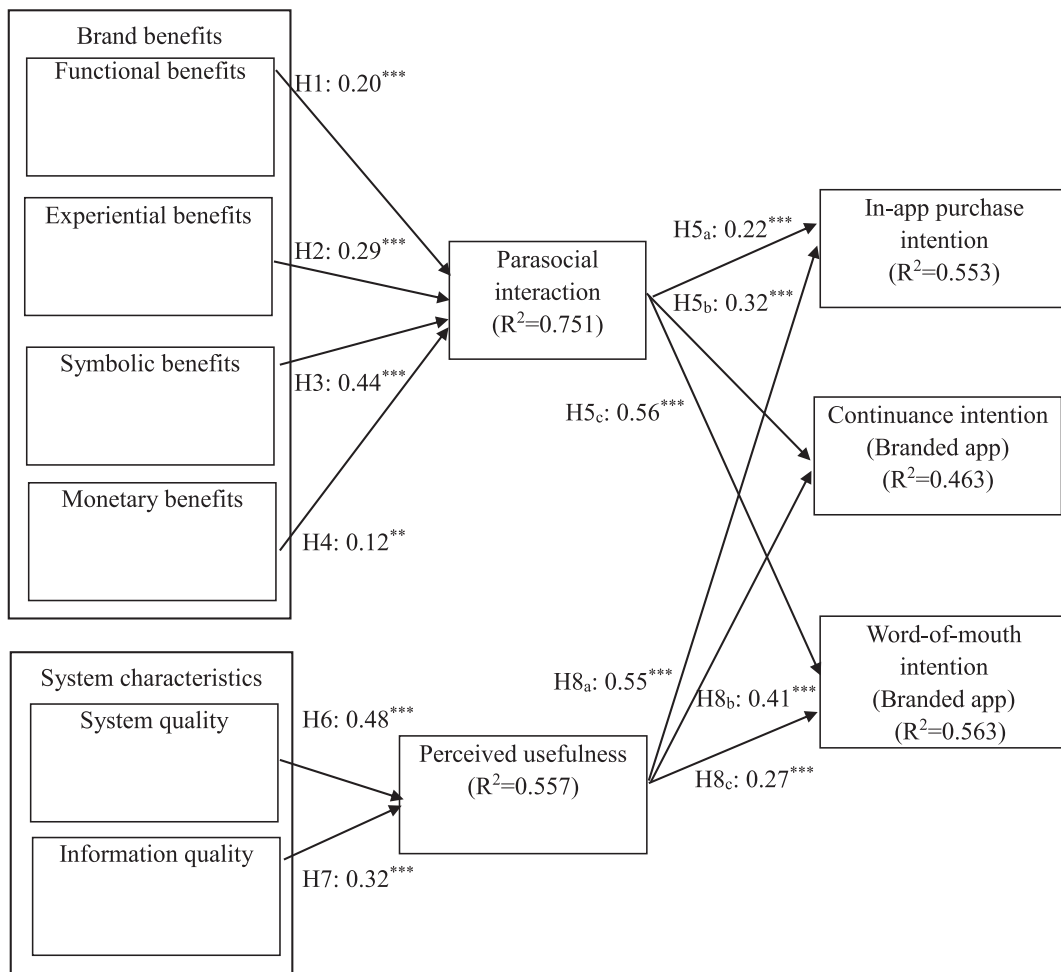 Brand benefits
Functional benefits
H1: 0.20***
Experiential benefits
H2: 0.29***
Symbolic benefits
H3: 0.44***
Monetary benefits
H4: 0.12**
Parasocial
interaction
(R²=0.751)
H5a: 0.22***
H5b: 0.32***
H5c: 0.56***
In-app purchase
intention
(R²=0.553)
Continuance intention
(Branded app)
(R²=0.463)
Word-of-mouth
intention
(Branded app)
(R²=0.563)
System characteristics
System quality
H6: 0.48***
Information quality
H7: 0.32***
Perceived usefulness
(R²=0.557)
H8a: 0.55***
H8b: 0.41***
H8c: 0.27***